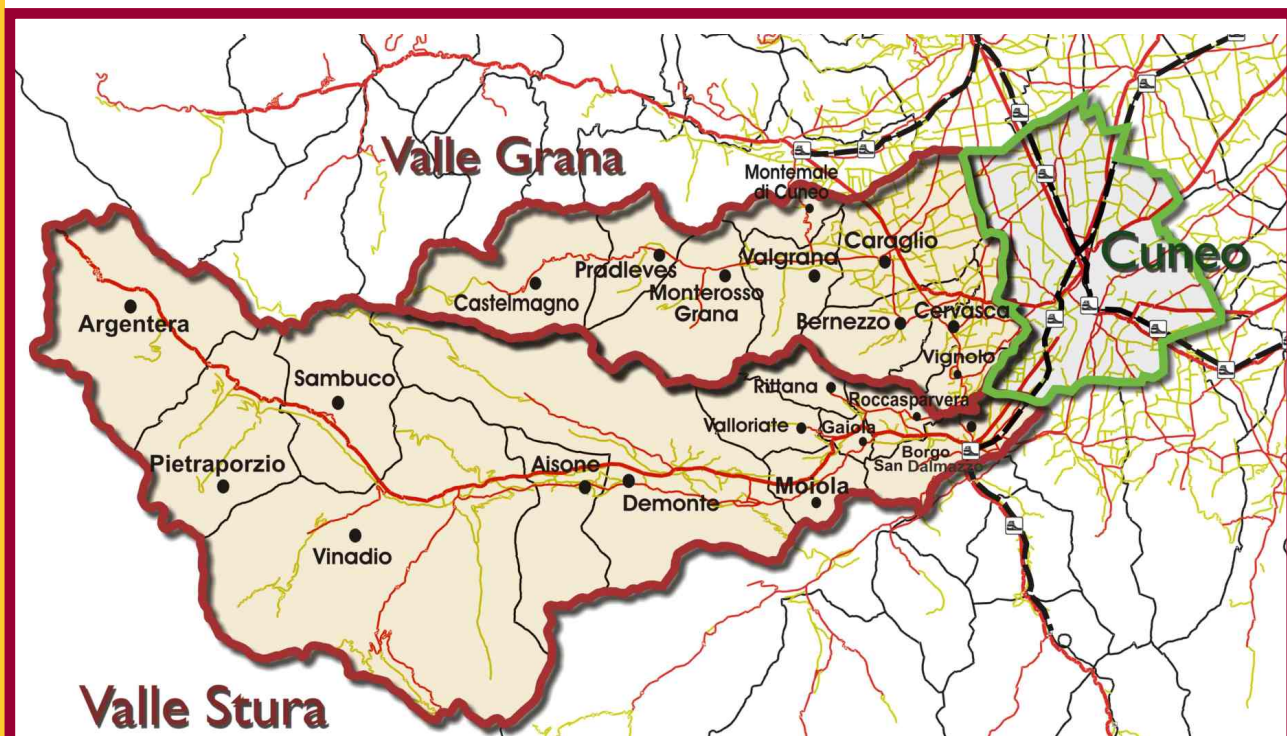 Valle Grana
Montemale
di Cuneo
Caraglio
Cuneo
Pradleves
Valgrana
Castelmagno
Monterosso
Grana
Bernezzo
Cervasca
Argentera
Vignolo
Sambuco
Rittana
Roccasparvera
Valloriate
Gaiola
Borgo
San Dalmazzo
Pietraporzio
Aisone
Moiola
Demonte
Vinadio
Valle Stura